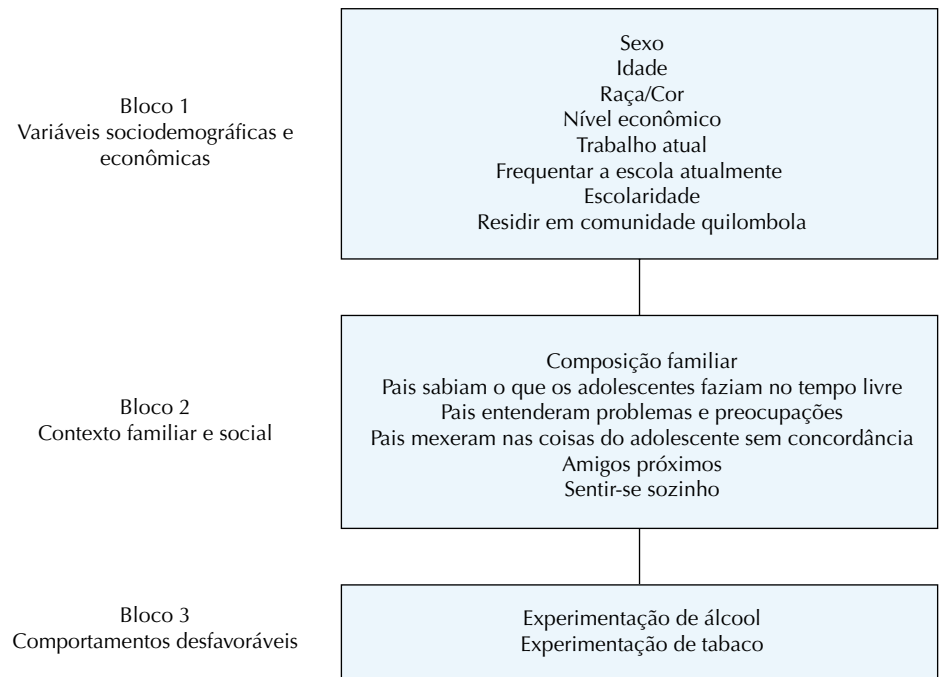 Bloco 1
Variáveis sociodemográficas e
econômicas
Sexo
Idade
Raça/Cor
Nível econômico
Trabalho atual
Frequentar a escola atualmente
Escolaridade
Residir em comunidade quilombola
Bloco 2
Contexto familiar e social
Composição familiar
Pais sabiam o que os adolescentes faziam no tempo livre
Pais entenderam problemas e preocupações
Pais mexeram nas coisas do adolescente sem concordância
Amigos próximos
Sentir-se sozinho
Bloco 3
Comportamentos desfavoráveis
Experimentação de álcool
Experimentação de tabaco